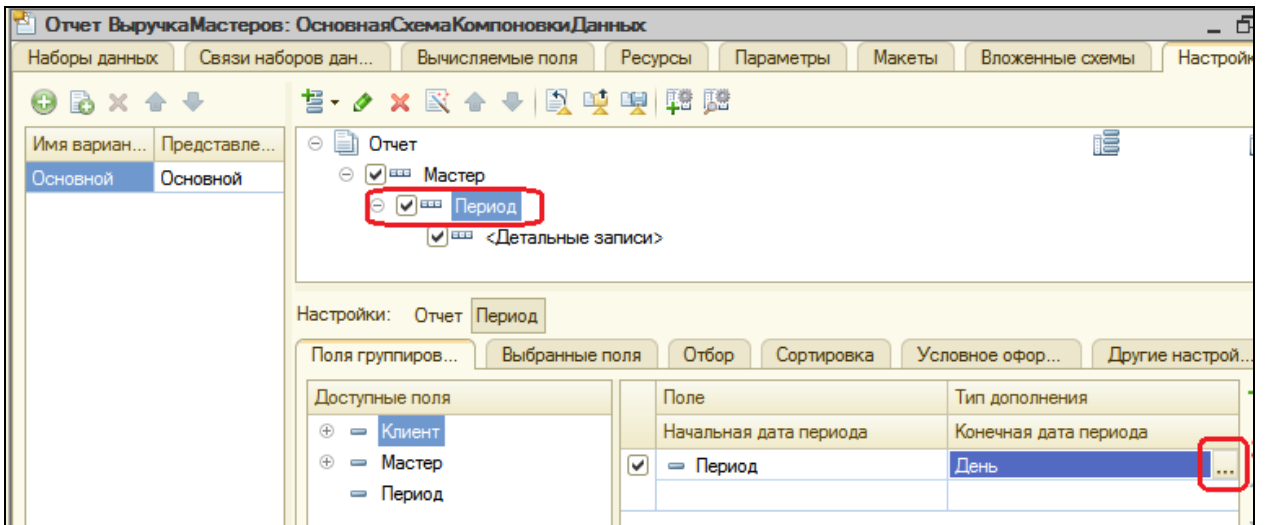 Отчет ВыручкаМастеров: ОсновнаяСхемаКомпоновкиДанных
Наборы данных Связи наборов дан... Вычисляемые поля Ресурсы Параметры Макеты Вложенные схемы Настройк
Имя вариан... Представле...
Основной Основной
Отчет
Мастер
Период
<Детальные записи>
Настройки: Отчет Период
Поля группиров... Выбранные поля Отбор Сортировка Условное офор... Другие настрой...
Доступные поля
Клиент
Мастер
Период
Поле Тип дополнения
Начальная дата периода Конечная дата периода
Период День ...